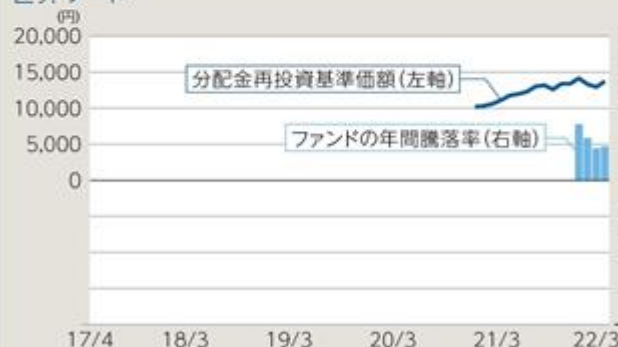 (円)
20,000
15,000
分配金再投資基準価額(左軸)
10,000
5,000
ファンドの年間騰落率(右軸)
0
17/4 18/3 19/3 20/3 21/3 22/3